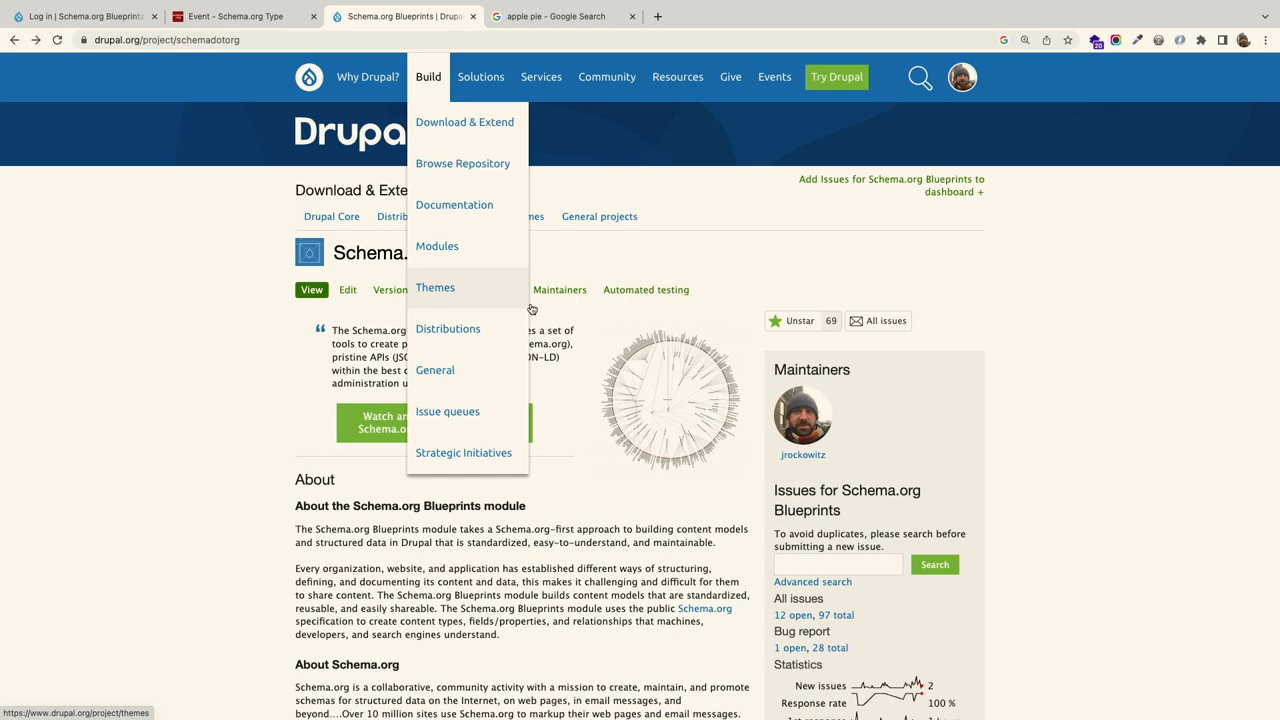 Log in | Schema.org Blueprints
Event - Schema.org Type
Schema.org Blueprints | Drupa
apple pie - Google Search
drupal.org/project/schemadotorg
20
Why Drupal?
Build
Solutions
Services
Community
Resources
Give
Events
Try Drupal
Download & Extend
Browse Repository
Documentation
Modules
Themes
Distributions
General
Issue queues
Strategic Initiatives
Drupa
Add Issues for Schema.org Blueprints to
dashboard +
Download & Exte
Drupal Core
Distrib
mes
General projects
Schema.
View
Edit
Version
Maintainers
Automated testing
“ The Schema.org
es a set of
tools to create p
ema.org),
pristine APIs (JSO
ON-LD)
within the best o
administration u
Watch an
Schema.o
Unstar 69
All issues
Maintainers
jrockowitz
Issues for Schema.org
Blueprints
To avoid duplicates, please search before
submitting a new issue.
Search
Advanced search
All issues
12 open, 97 total
Bug report
1 open, 28 total
Statistics
New issues 2
Response rate 100 %
1st response 1 hours
About
About the Schema.org Blueprints module
The Schema.org Blueprints module takes a Schema.org-first approach to building content models
and structured data in Drupal that is standardized, easy-to-understand, and maintainable.
Every organization, website, and application has established different ways of structuring,
defining, and documenting its content and data, this makes it challenging and difficult for them
to share content. The Schema.org Blueprints module builds content models that are standardized,
reusable, and easily shareable. The Schema.org Blueprints module uses the public Schema.org
specification to create content types, fields/properties, and relationships that machines,
developers, and search engines understand.
About Schema.org
Schema.org is a collaborative, community activity with a mission to create, maintain, and promote
schemas for structured data on the Internet, on web pages, in email messages, and
beyond....Over 10 million sites use Schema.org to markup their web pages and email messages.
https://www.drupal.org/project/themes